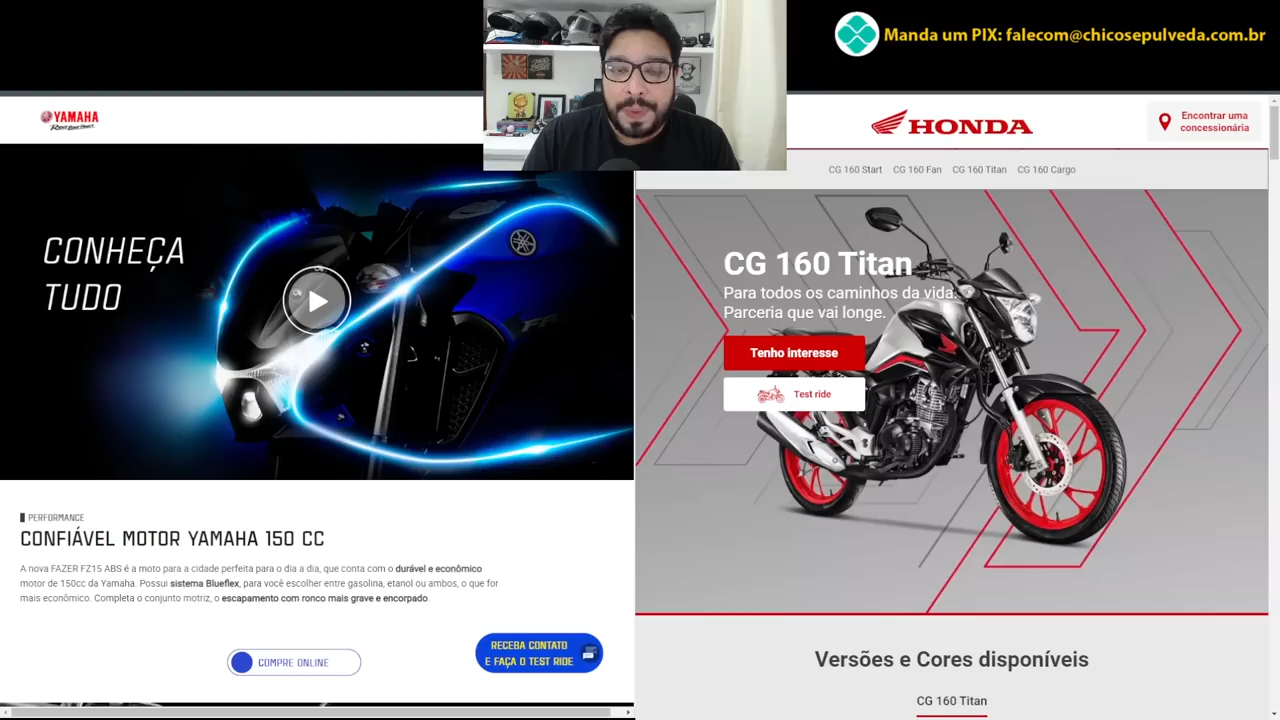 Manda um PIX: falecom@chicosepulveda.com.br
YAMAHA
CONHEÇA
TUDO
PERFORMANCE
CONFIÁVEL MOTOR YAMAHA 150 CC
A nova FAZER FZ15 ABS é a moto para a cidade perfeita para o dia a dia, que conta com o durável e econômico
motor de 150cc da Yamaha. Possui sistema Blueflex, para você escolher entre gasolina, etanol ou ambos, o que for
mais econômico. Completa o conjunto motriz, o escapamento com ronco mais grave e encorpado.
COMPRE ONLINE
RECEBA CONTATO
E FAÇA O TEST RIDE
HONDA
Encontrar uma
concessionária
CG 160 Start CG 160 Fan CG 160 Titan CG 160 Cargo
CG 160 Titan
Para todos os caminhos da vida.
Parceria que vai longe.
Tenho interesse
Test ride
Versões e Cores disponíveis
CG 160 Titan